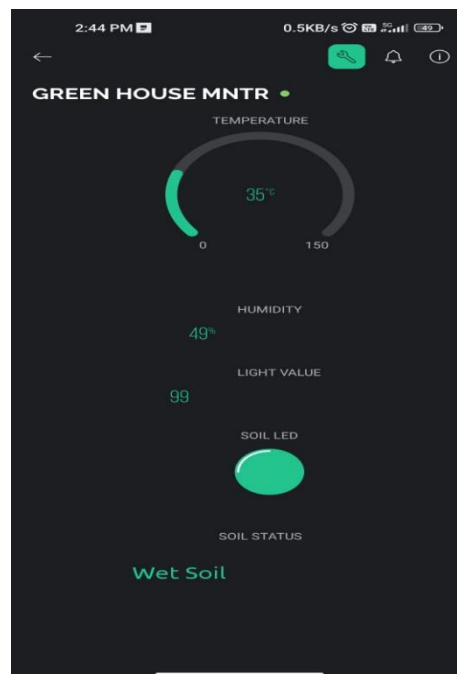 2:44 PM 0.5KB/s 5G 49
GREEN HOUSE MNTR
TEMPERATURE
35°C
0 150
HUMIDITY
49%
LIGHT VALUE
99
SOIL LED
SOIL STATUS
Wet Soil